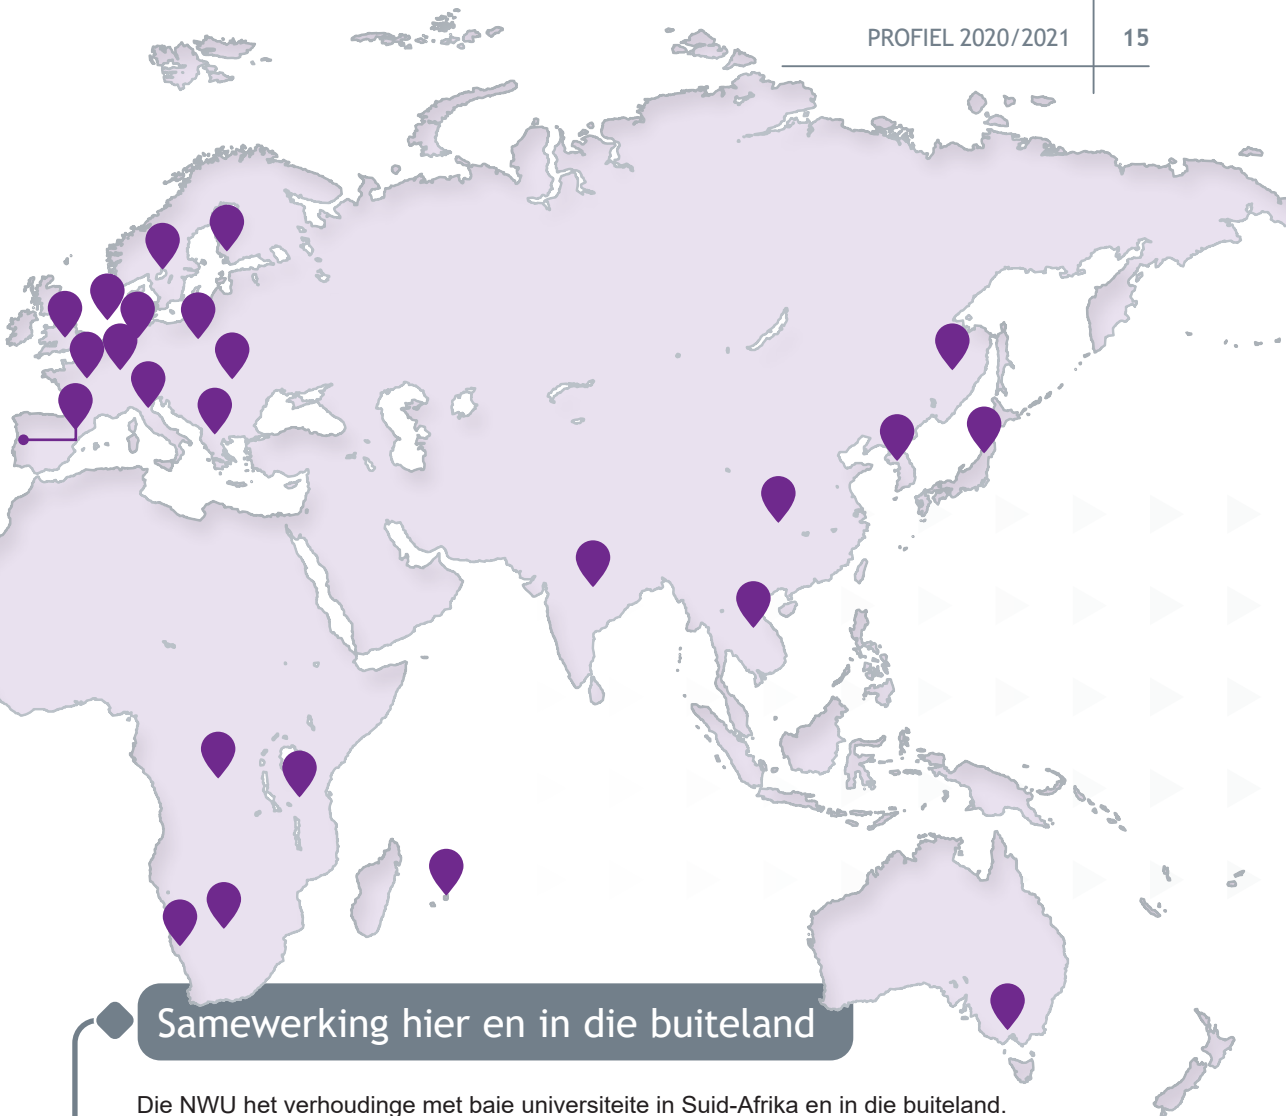 PROFIEL 2020/2021 15
Samewerking hier en in die buiteland
Die NWU het verhoudinge met baie universiteite in Suid-Afrika en in die buiteland.